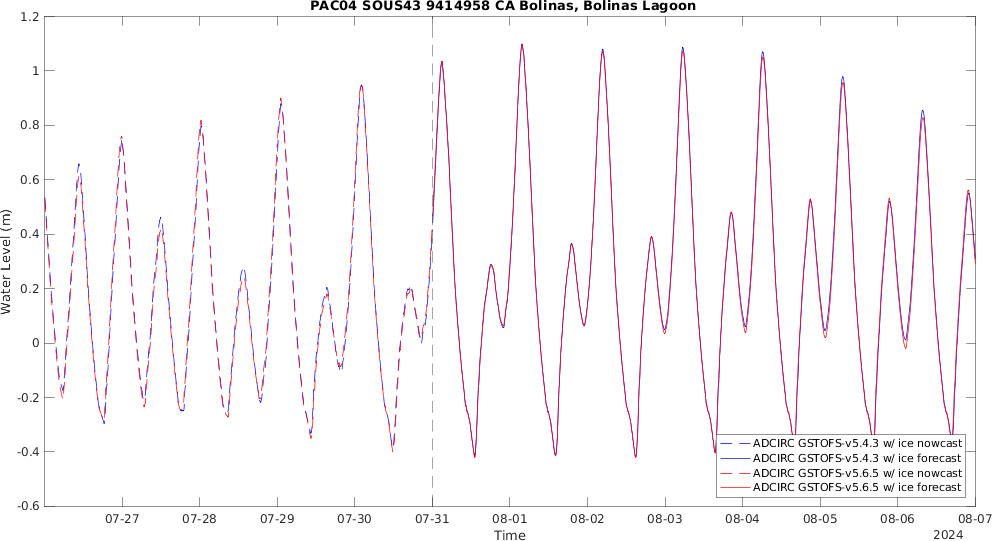 PAC04 SOUS43 9414958 CA Bolinas, Bolinas Lagoon
1.2
1
0.8
0.6
0.4
0.2
0
-0.2
-0.4
-0.6
Water Level (m)
ADCIRC GSTOFS-v5.4.3 w/ ice nowcast
ADCIRC GSTOFS-v5.4.3 w/ ice forecast
ADCIRC GSTOFS-v5.6.5 w/ ice nowcast
ADCIRC GSTOFS-v5.6.5 w/ ice forecast
07-27 07-28 07-29 07-30 07-31 08-01 08-02 08-03 08-04 08-05 08-06 08-07
Time
2024